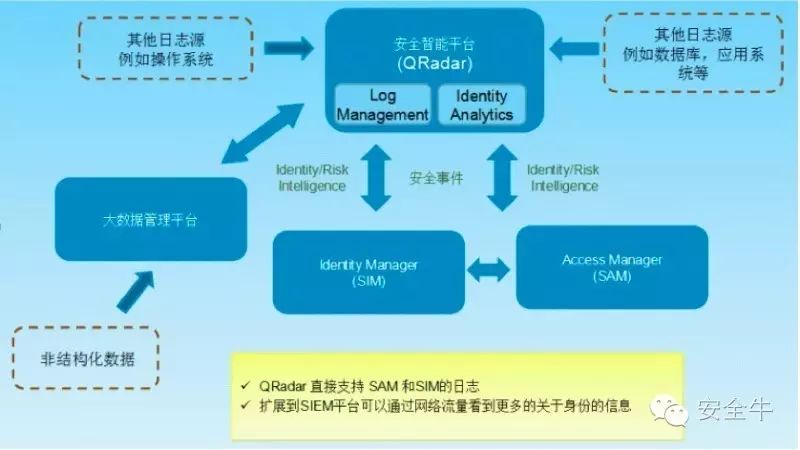 其他日志源
例如操作系统
安全智能平台
(QRadar)
Log
Management
Identity
Analytics
其他日志源
例如数据库，应用系
统等
Identity/Risk
Intelligence
安全事件
Identity/Risk
Intelligence
大数据管理平台
Identity Manager
(SIM)
Access Manager
(SAM)
非结构化数据
✓ QRadar 直接支持 SAM 和SIM的日志
✓ 扩展到SIEM平台可以通过网络流量看到更多的关于身份的信息
安全牛